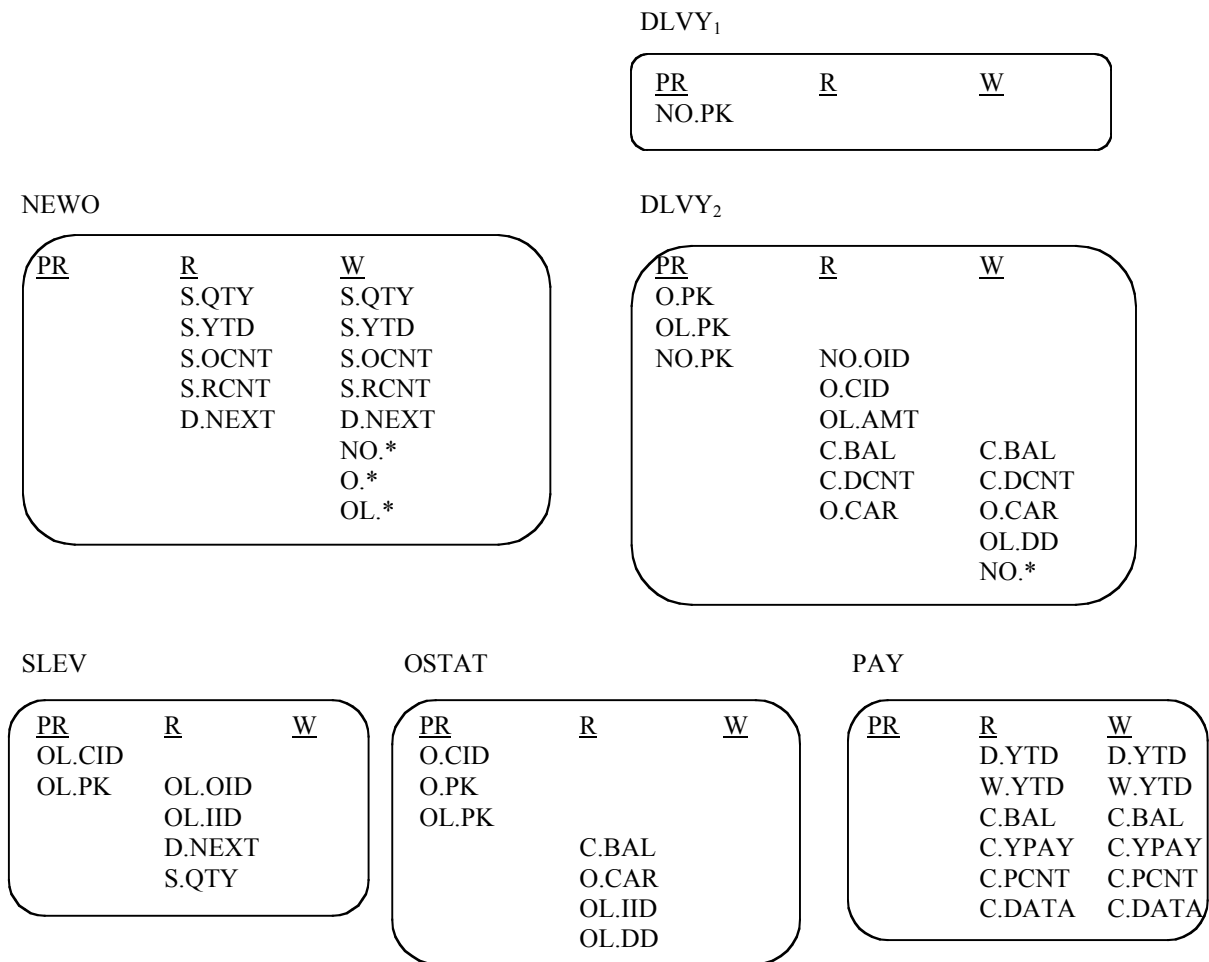 DLVY1
PR R W
NO.PK
NEWO
PR R W
S.QTY S.QTY
S.YTD S.YTD
S.OCNT S.OCNT
S.RCNT S.RCNT
D.NEXT D.NEXT
NO.*
O.*
OL.*
DLVY2
PR R W
O.PK
OL.PK
NO.PK NO.OID
O.CID
OL.AMT
C.BAL C.BAL
C.DCNT C.DCNT
O.CAR O.CAR
OL.DD
NO.*
SLEV
PR R W
OL.CID
OL.PK OL.OID
OL.IID
D.NEXT
S.QTY
OSTAT
PR R W
O.CID
O.PK
OL.PK
C.BAL
O.CAR
OL.IID
OL.DD
PAY
PR R W
D.YTD D.YTD
W.YTD W.YTD
C.BAL C.BAL
C.YPAY C.YPAY
C.PCNT C.PCNT
C.DATA C.DATA